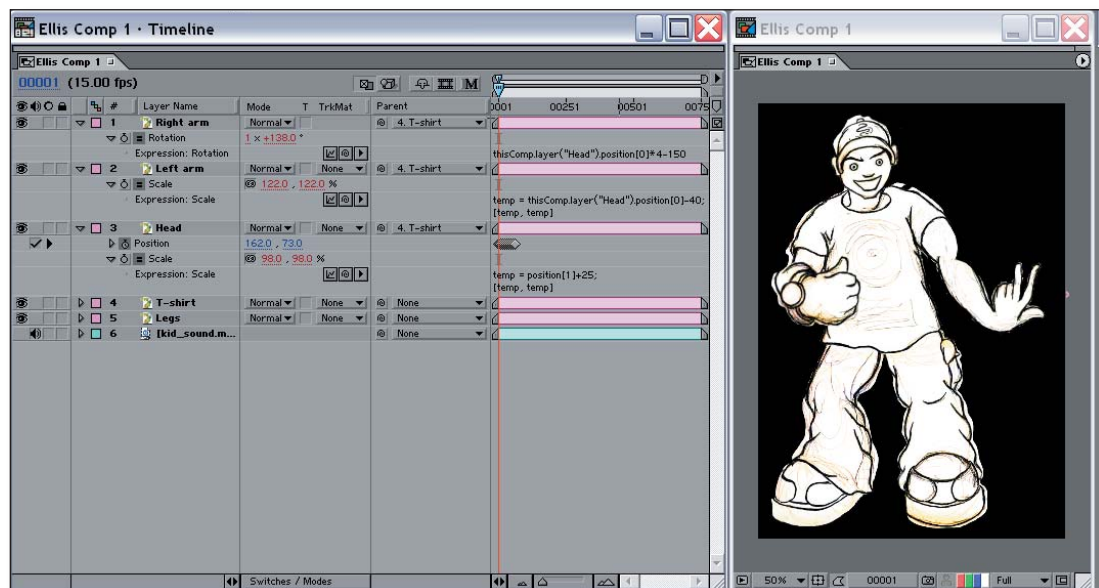 Ellis Comp 1 · Timeline
Ellis Comp 1
00001 (15.00 fps)
M
# Layer Name Mode T TrkMat Parent
0001 00251 00501 0075
1 Right arm Normal 4. T-shirt
Rotation 1 x +138.0 °
Expression: Rotation thisComp.layer("Head").position[0]*4-150
2 Left arm Normal None 4. T-shirt
Scale 122.0 , 122.0 %
Expression: Scale temp = thisComp.layer("Head").position[0]-40;
[temp, temp]
3 Head Normal None 4. T-shirt
Position 162.0 , 73.0
Scale 98.0 , 98.0 %
Expression: Scale temp = position[1]+25;
[temp, temp]
4 T-shirt Normal None None
5 Legs Normal None None
6 [kid_sound.m... None
Switches / Modes
Ellis Comp 1
Ellis Comp 1
50% 00001 Full